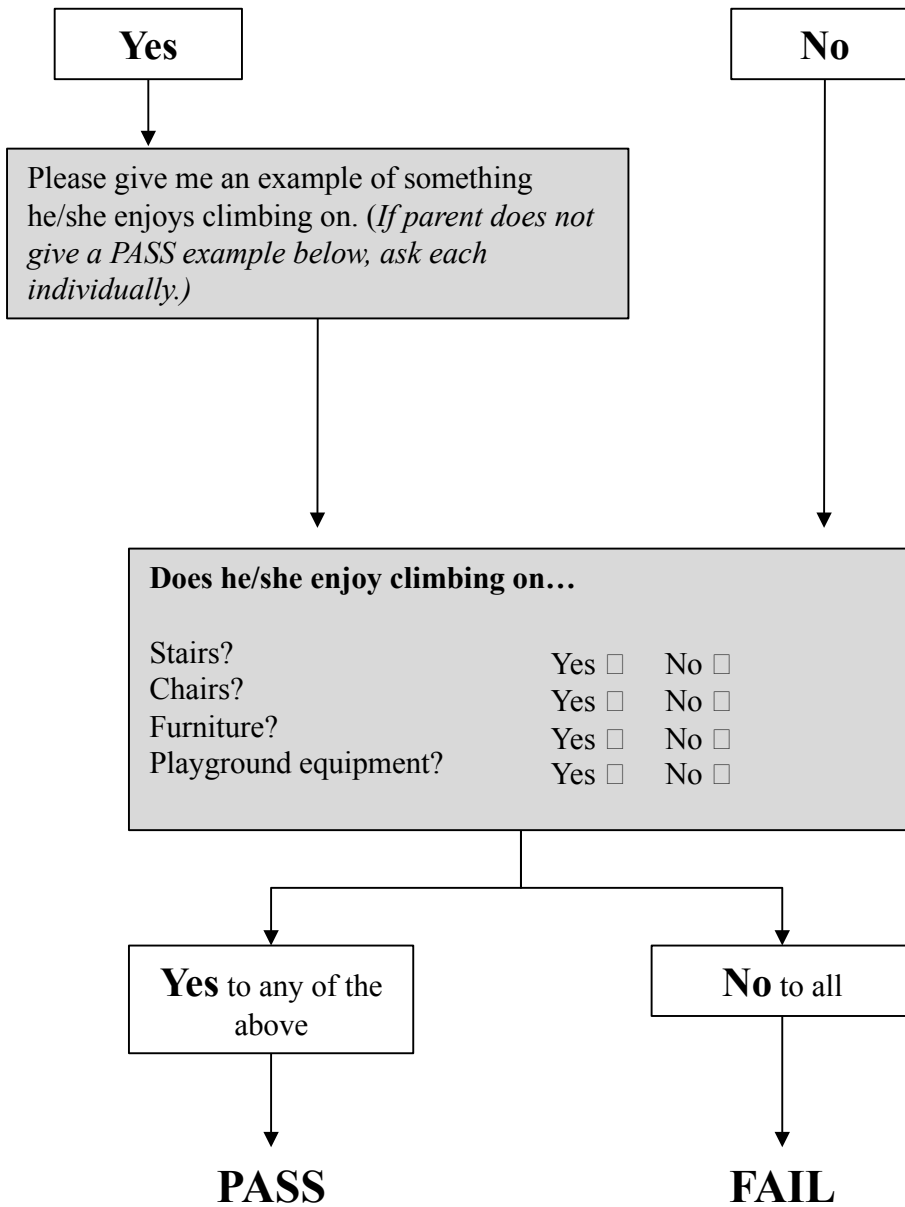 Yes
No
Please give me an example of something
he/she enjoys climbing on. (If parent does not
give a PASS example below, ask each
individually.)
Does he/she enjoy climbing on…
Stairs? Yes □ No □
Chairs? Yes □ No □
Furniture? Yes □ No □
Playground equipment? Yes □ No □
Yes to any of the
above
No to all
PASS
FAIL